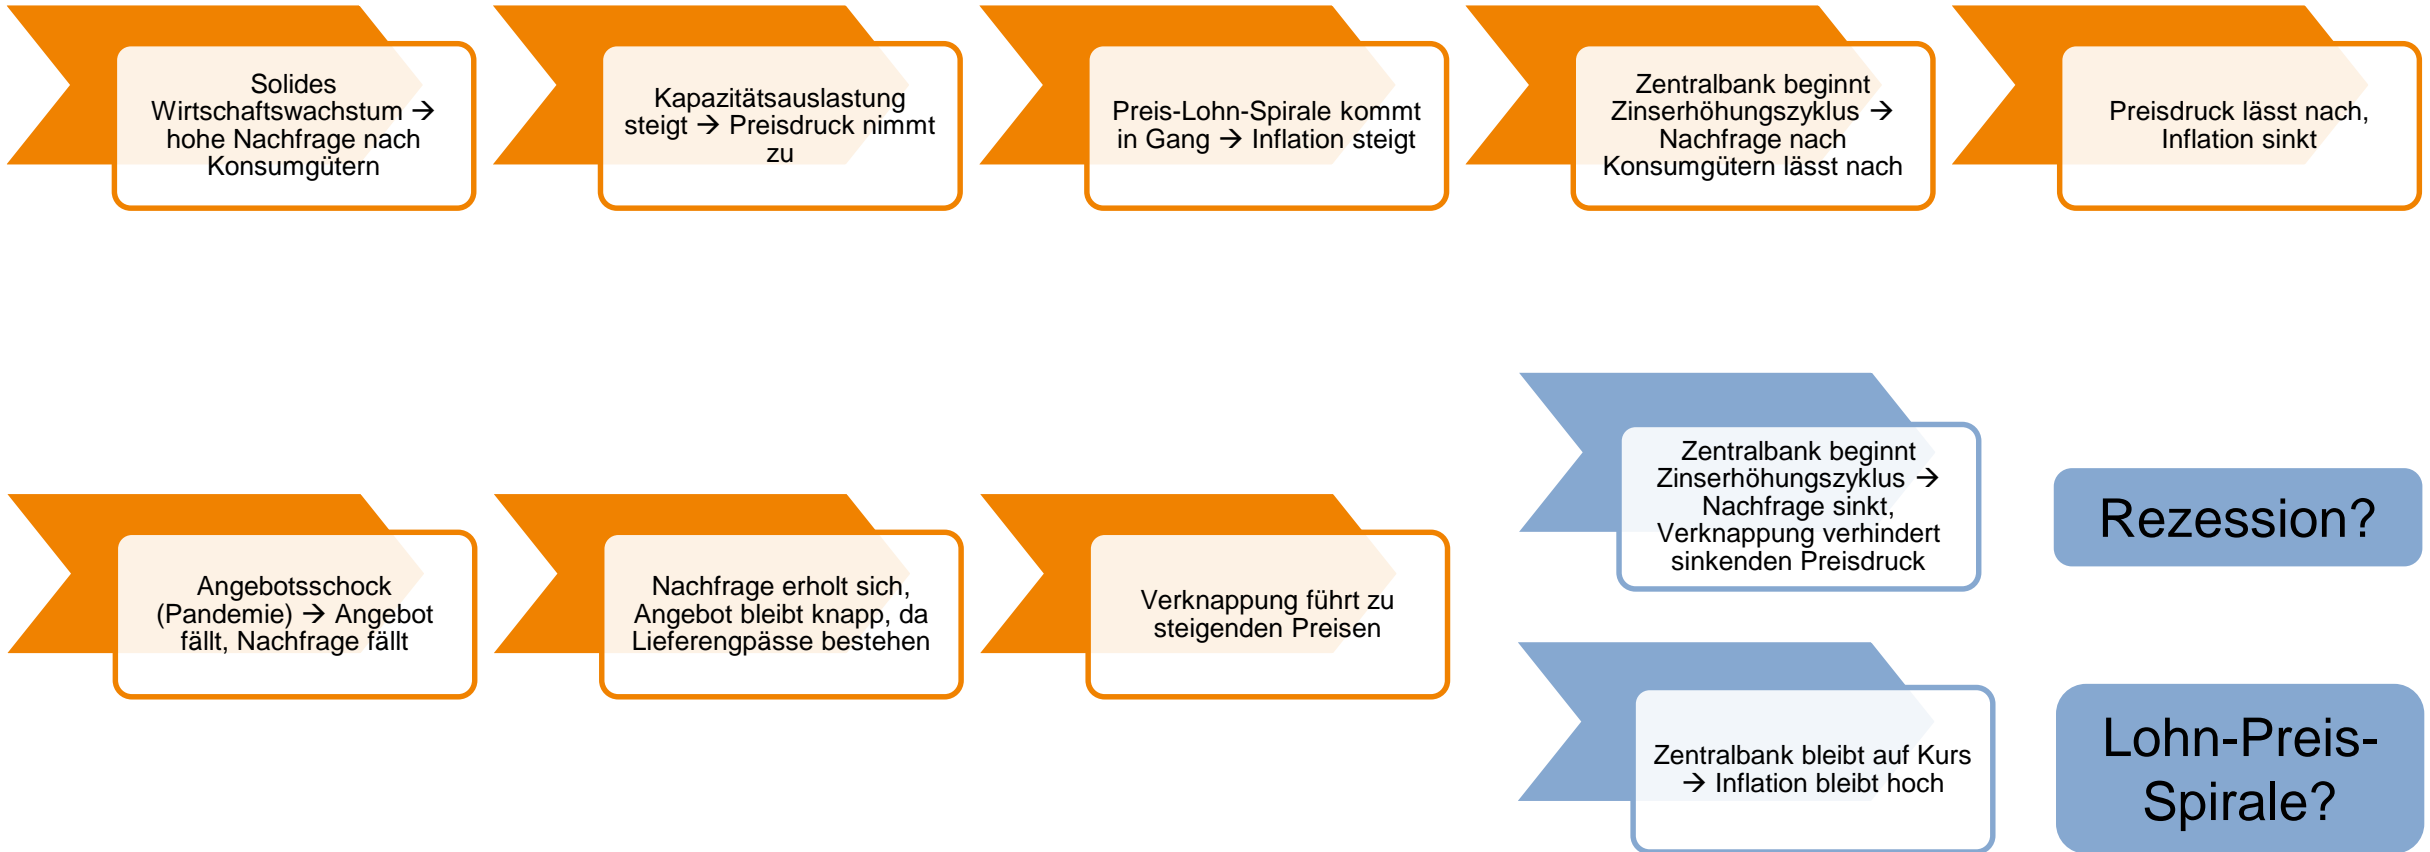 Solides
Wirtschaftswachstum →
hohe Nachfrage nach
Konsumgütern
Kapazitätsauslastung
steigt → Preisdruck nimmt
zu
Preis-Lohn-Spirale kommt
in Gang → Inflation steigt
Zentralbank beginnt
Zinserhöhungszyklus →
Nachfrage nach
Konsumgütern lässt nach
Preisdruck lässt nach,
Inflation sinkt
Angebotsschock
(Pandemie) → Angebot
fällt, Nachfrage fällt
Nachfrage erholt sich,
Angebot bleibt knapp, da
Lieferengpässe bestehen
Verknappung führt zu
steigenden Preisen
Zentralbank beginnt
Zinserhöhungszyklus →
Nachfrage sinkt,
Verknappung verhindert
sinkenden Preisdruck
Rezession?
Zentralbank bleibt auf Kurs
→ Inflation bleibt hoch
Lohn-Preis-
Spirale?